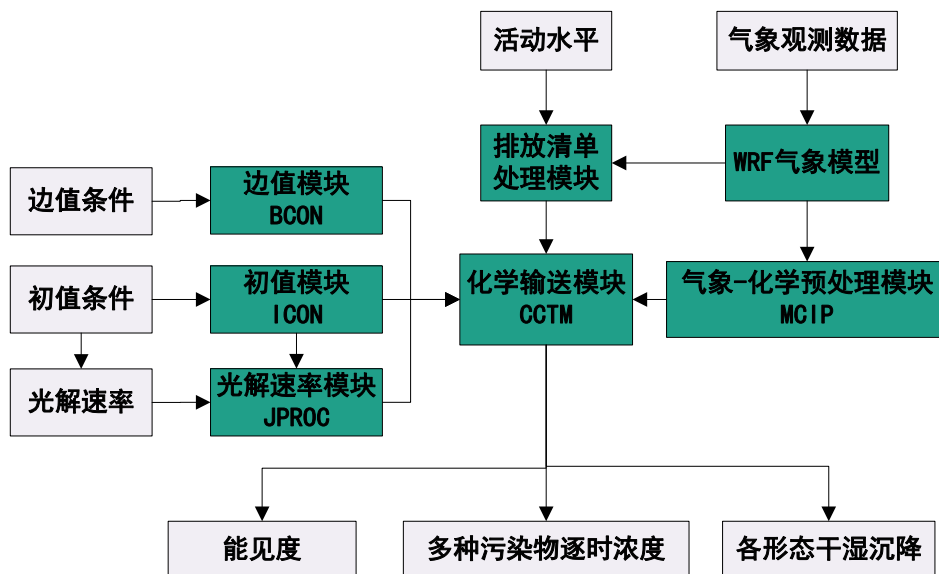 活动水平
气象观测数据
排放清单
处理模块
WRF气象模型
边值条件
边值模块
BCON
初值条件
初值模块
ICON
化学输送模块
CCTM
气象-化学预处理模块
MCIP
光解速率
光解速率模块
JPROC
能见度
多种污染物逐时浓度
各形态干湿沉降